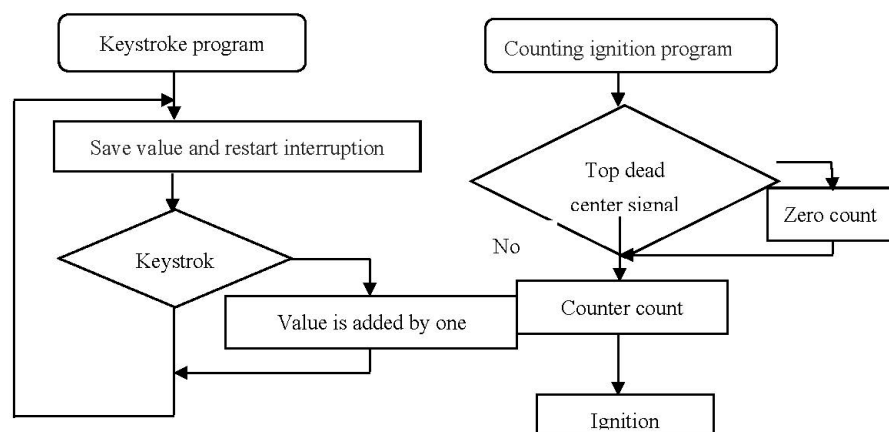 Keystroke program
Save value and restart interruption
Keystrok
Value is added by one
Counting ignition program
Top dead
center signal
Zero count
No
Counter count
Ignition